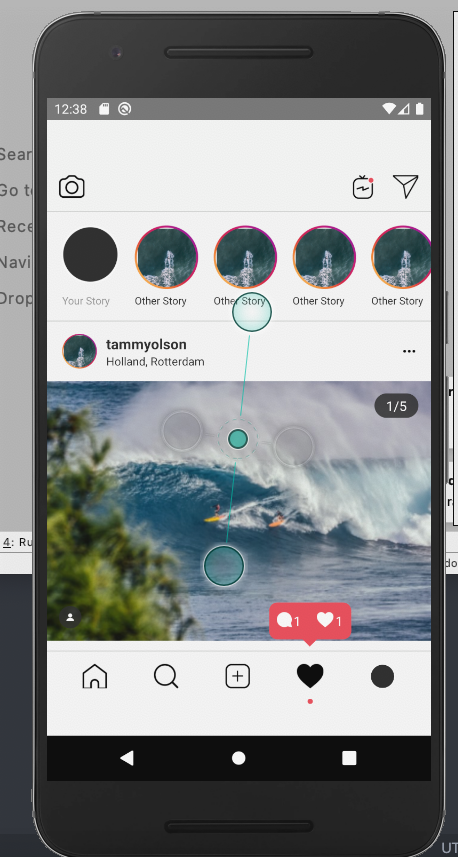 12:38
Sear
Go to
Rece
Navi
Drop
Your Story
Other Story
Other Story
Other Story
Other Story
tammyolson
Holland, Rotterdam
1/5
4: Ru
1 1
UT